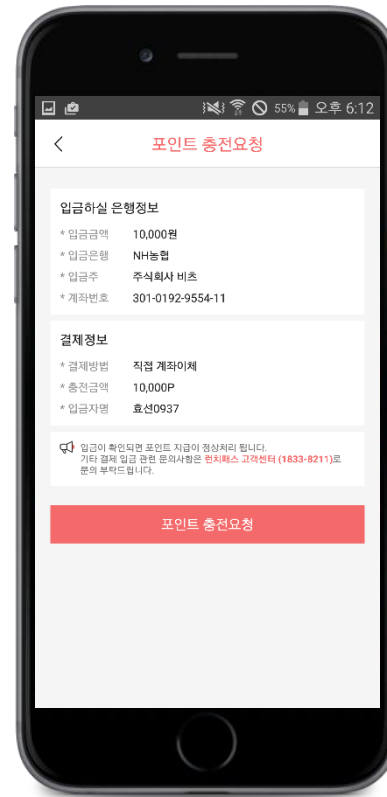 55% 오후 6:12
포인트 충전요청
입금하실 은행정보
* 입금금액 10,000원
* 입금은행 NH농협
* 입금주 주식회사 비츠
* 계좌번호 301-0192-9554-11
결제정보
* 결제방법 직접 계좌이체
* 충전금액 10,000P
* 입금자명 효선0937
입금이 확인되면 포인트 지급이 정상처리 됩니다.
기타 결제 입금 관련 문의사항은 런치패스 고객센터 (1833-8211)로
문의 부탁드립니다.
포인트 충전요청